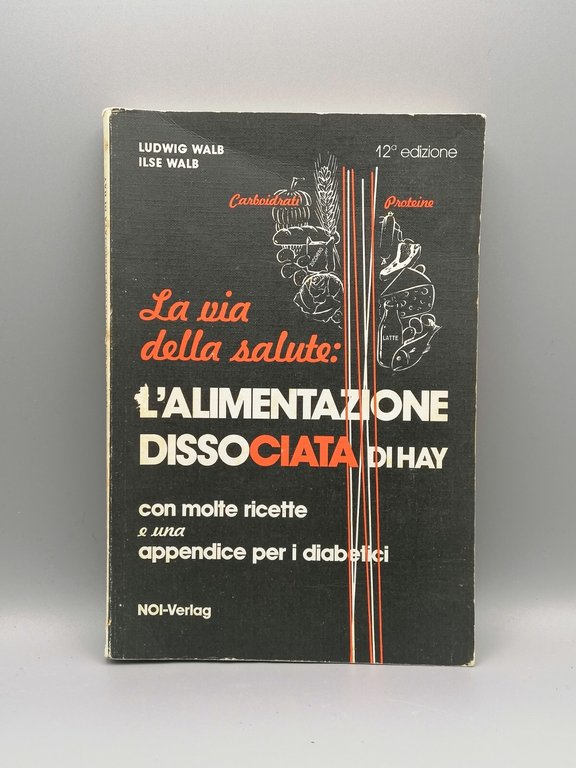 LUDWIG WALB
ILSE WALB
12ª edizione
Carboidrati
Proteine
LATTE
La via
della salute:
L'ALIMENTAZIONE
DISSOCIATA DI HAY
con molte ricette
e una
appendice per i diabetici
NOI-Verlag